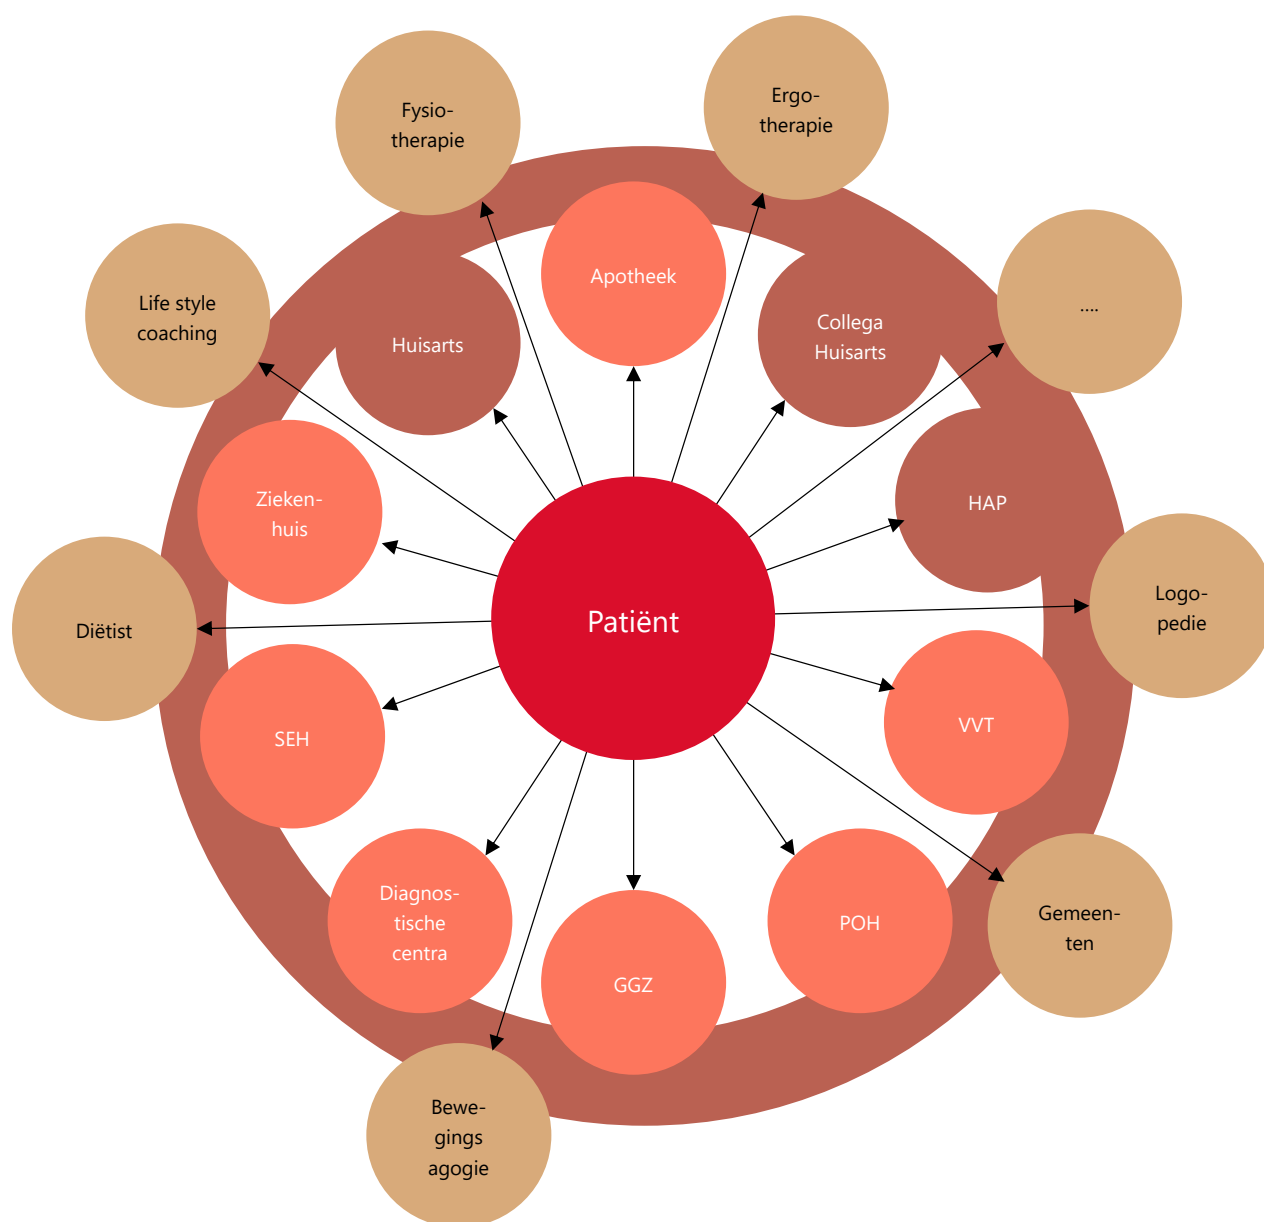 Fysio-
therapie
Ergo-
therapie
Life style
coaching
Huisarts
Apotheek
Collega
Huisarts
....
Zieken-
huis
HAP
Diëtist
Patiënt
Logo-
pedie
SEH
VVT
Diagnos-
tische
centra
GGZ
POH
Gemeen-
ten
Bewe-
gings
agogie